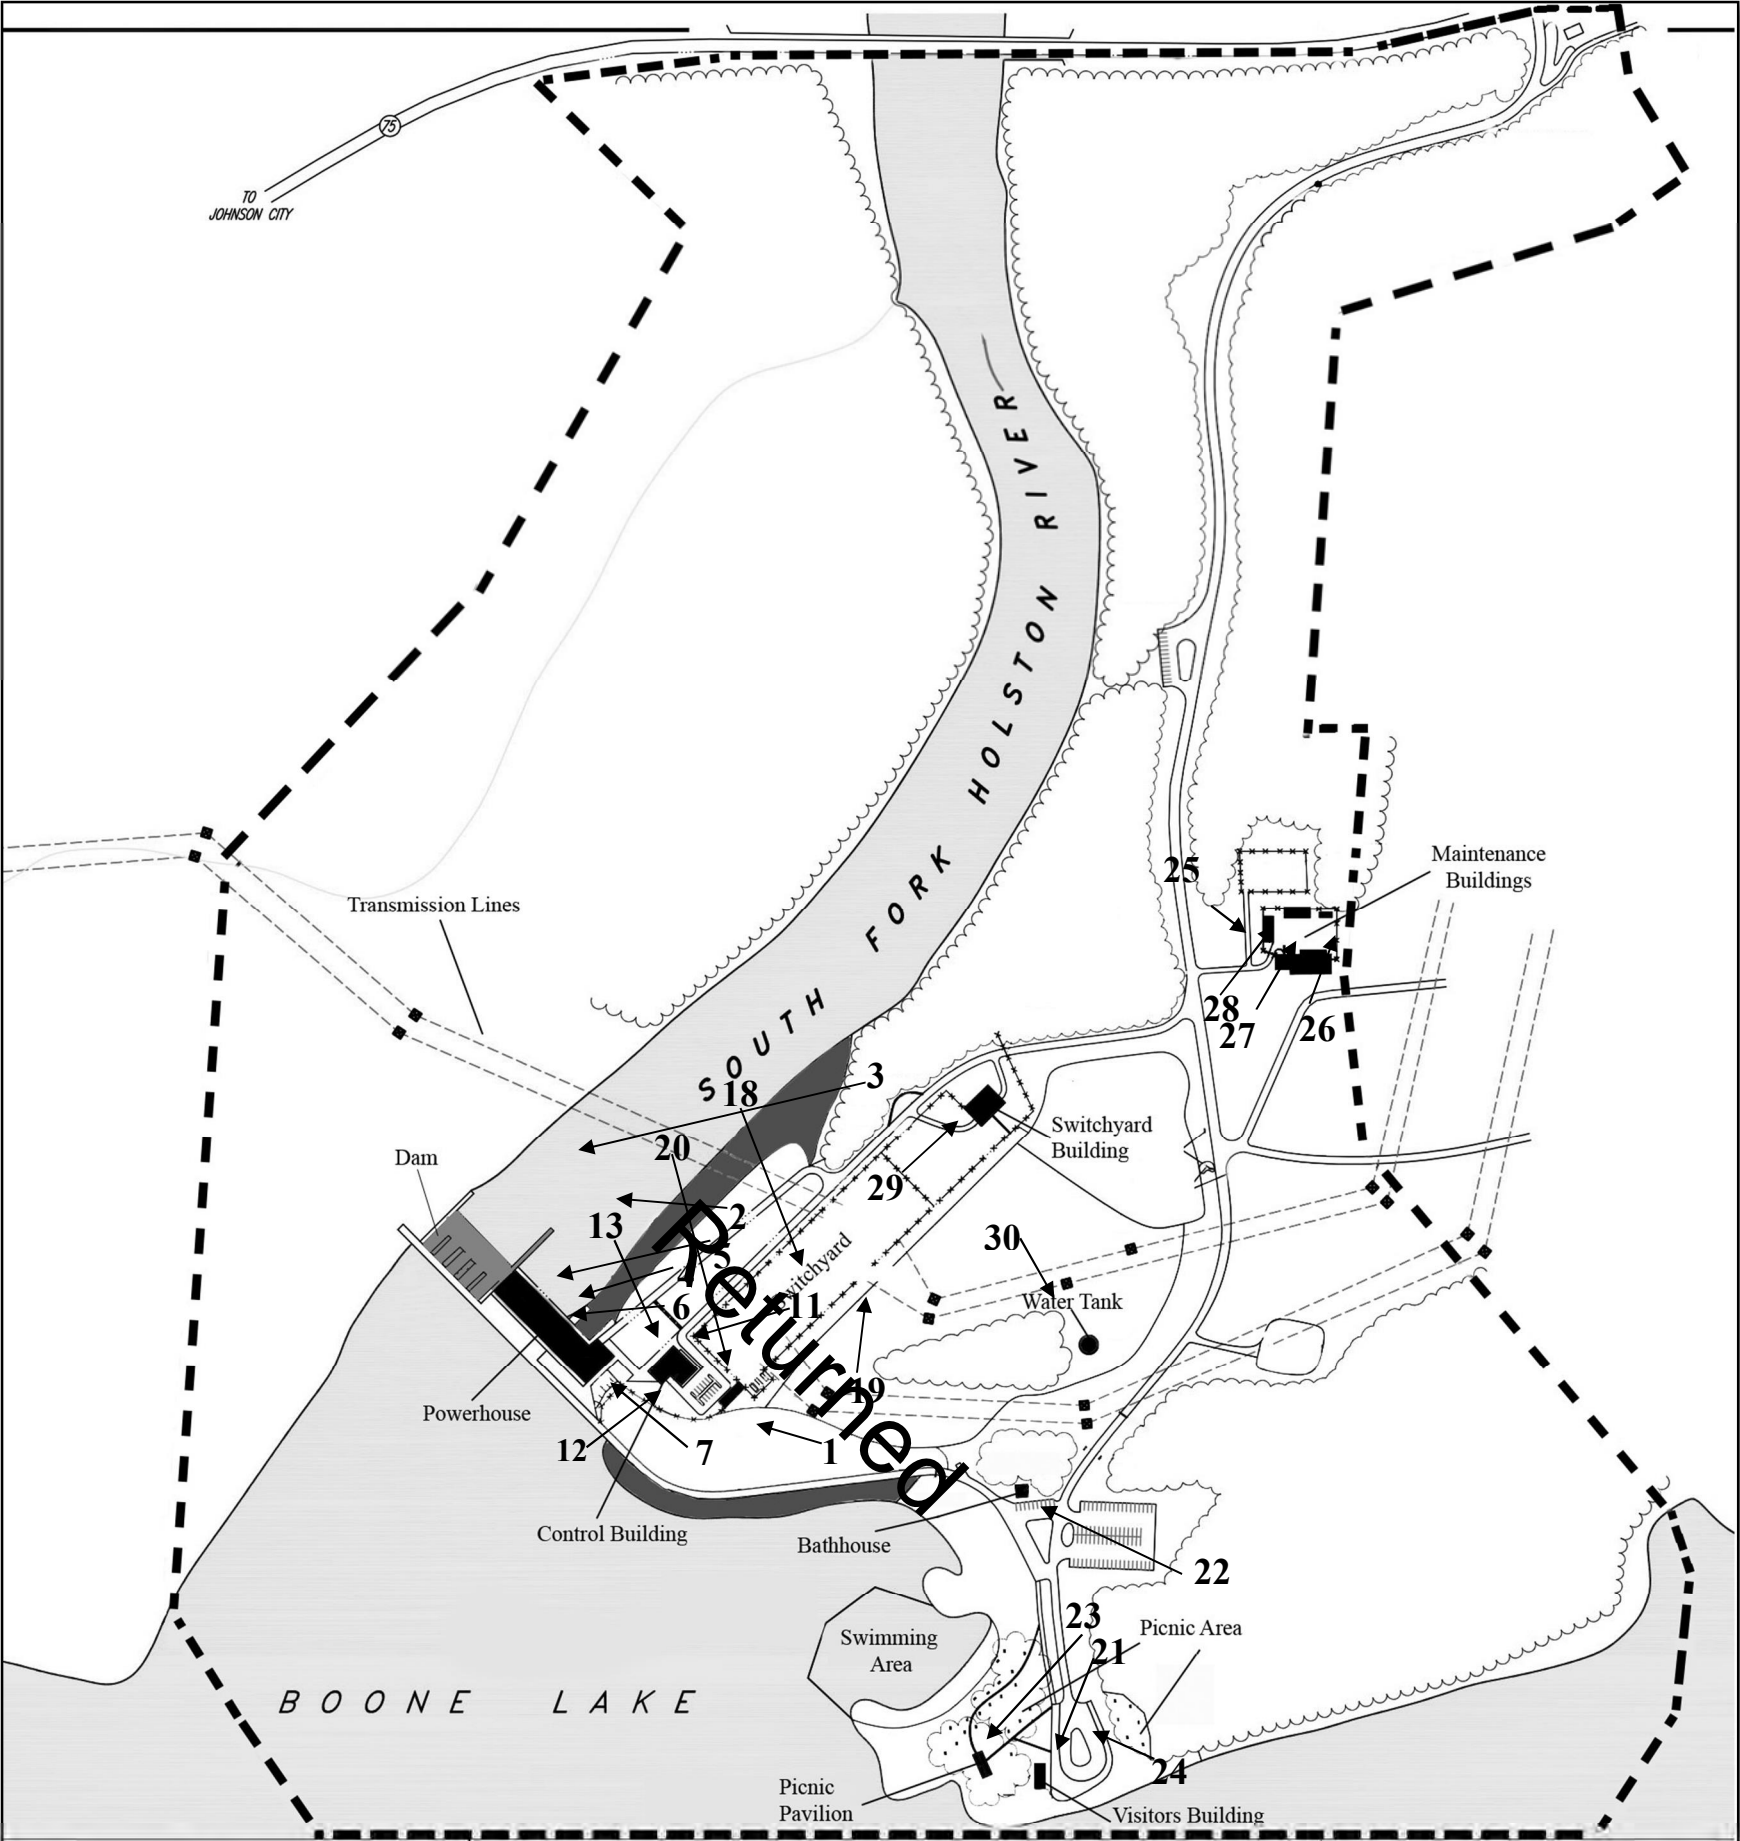 75
TO
JOHNSON CITY
SOUTH FORK HOLSTON RIVER
Transmission Lines
25
Maintenance
Buildings
28
27
26
3
18
20
Switchyard
Building
Dam
29
2
13
30
5
4
Switchyard
6
11
Water Tank
19
Powerhouse
12
7
1
Returned
Control Building
Bathhouse
22
23
Picnic Area
Swimming
Area
21
BOONE LAKE
24
Picnic
Pavilion
Visitors Building